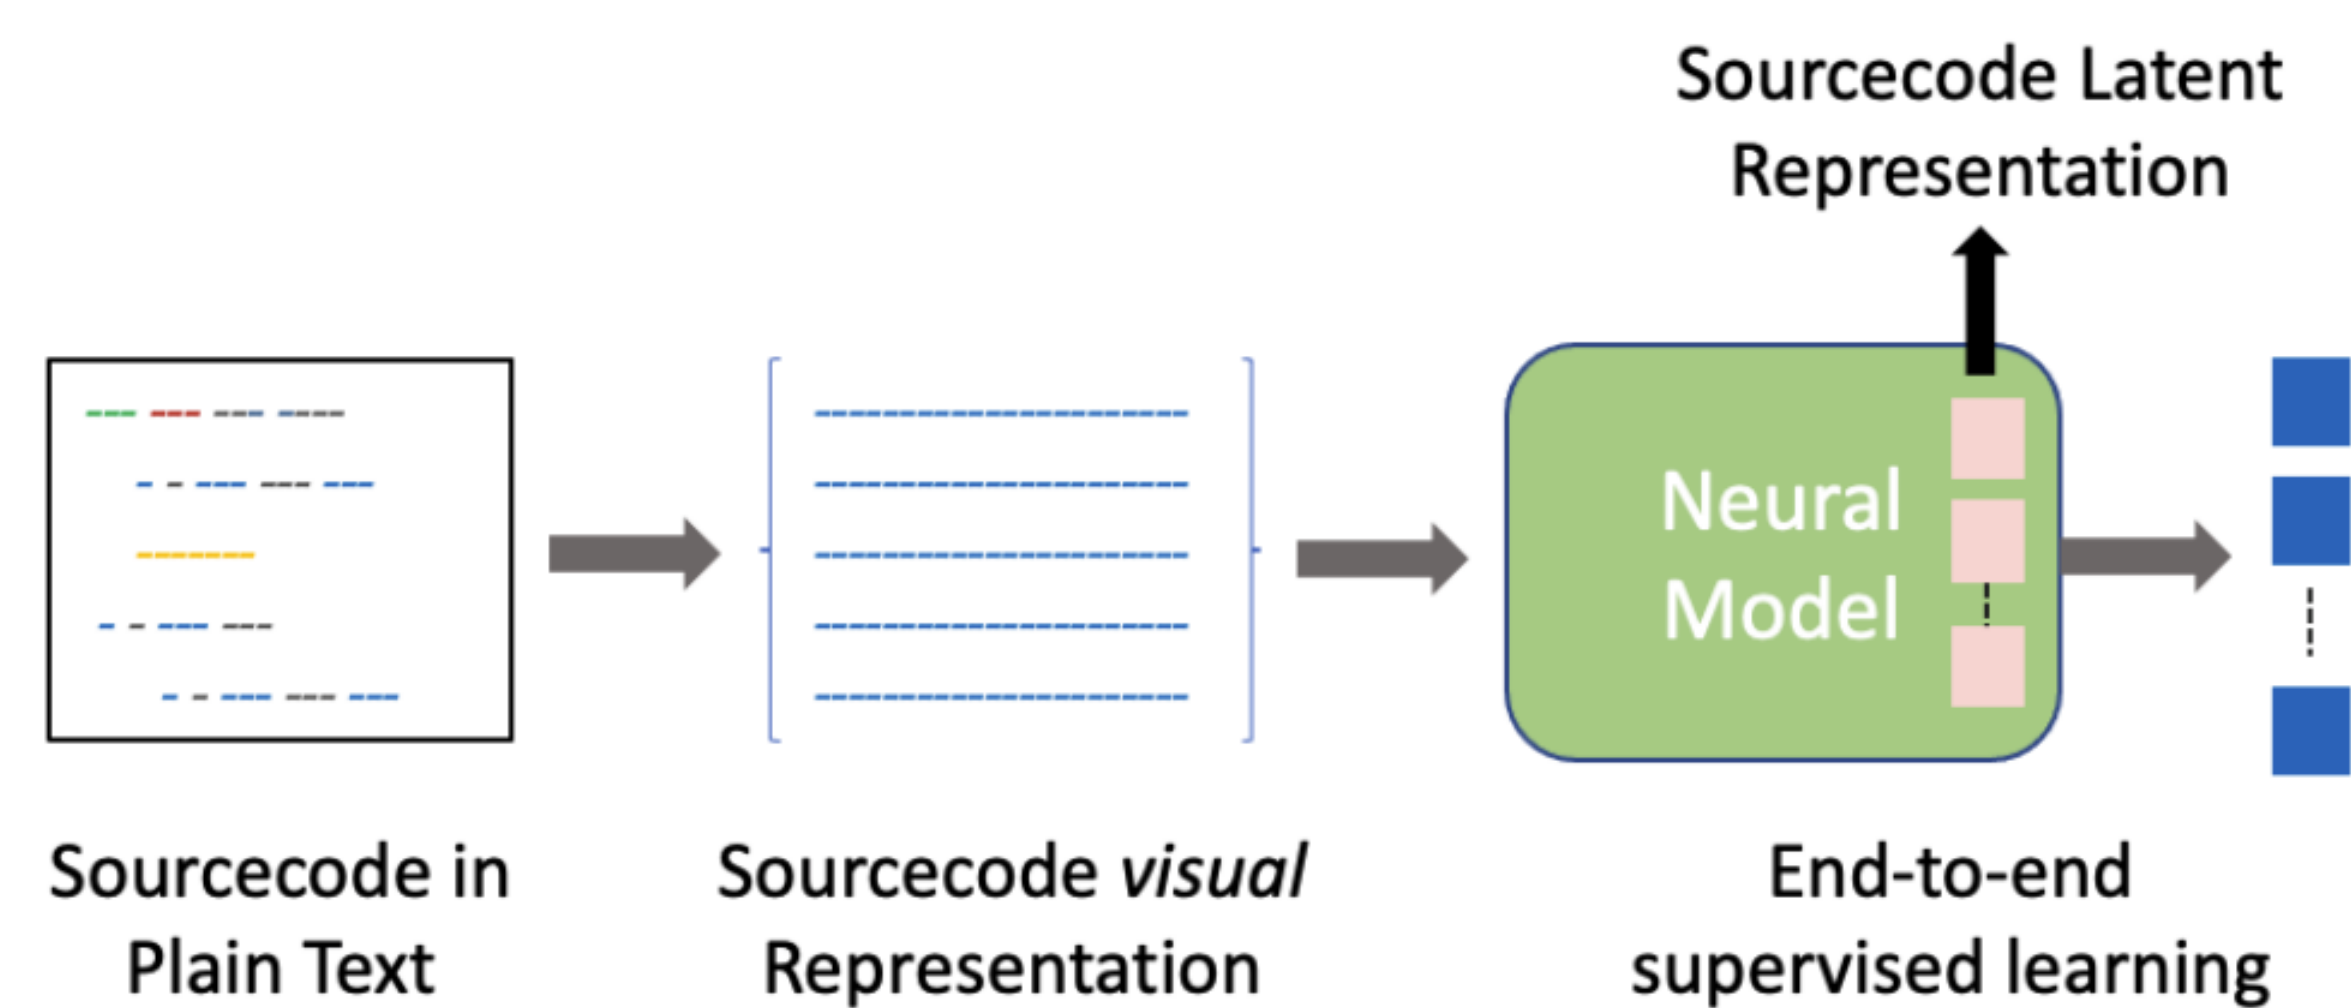 Sourcecode Latent
Representation
Neural
Model
Sourcecode in
Plain Text
Sourcecode visual
Representation
End-to-end
supervised learning